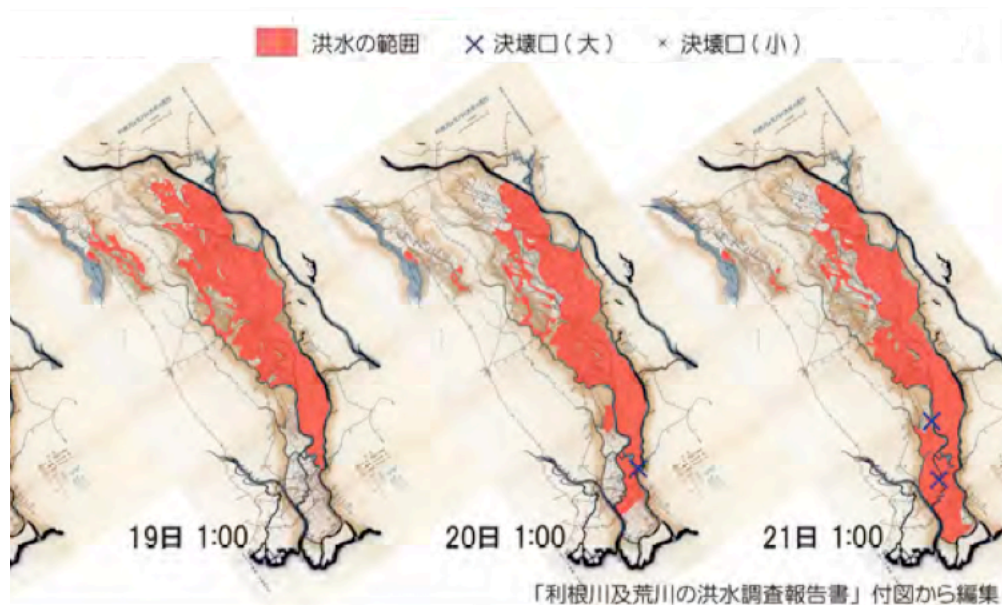 洪水の範囲 × 決壊口(大) × 決壊口(小)
19日 1:00
20日 1:00
21日 1:00
「利根川及荒川の洪水調査報告書」付図から編集